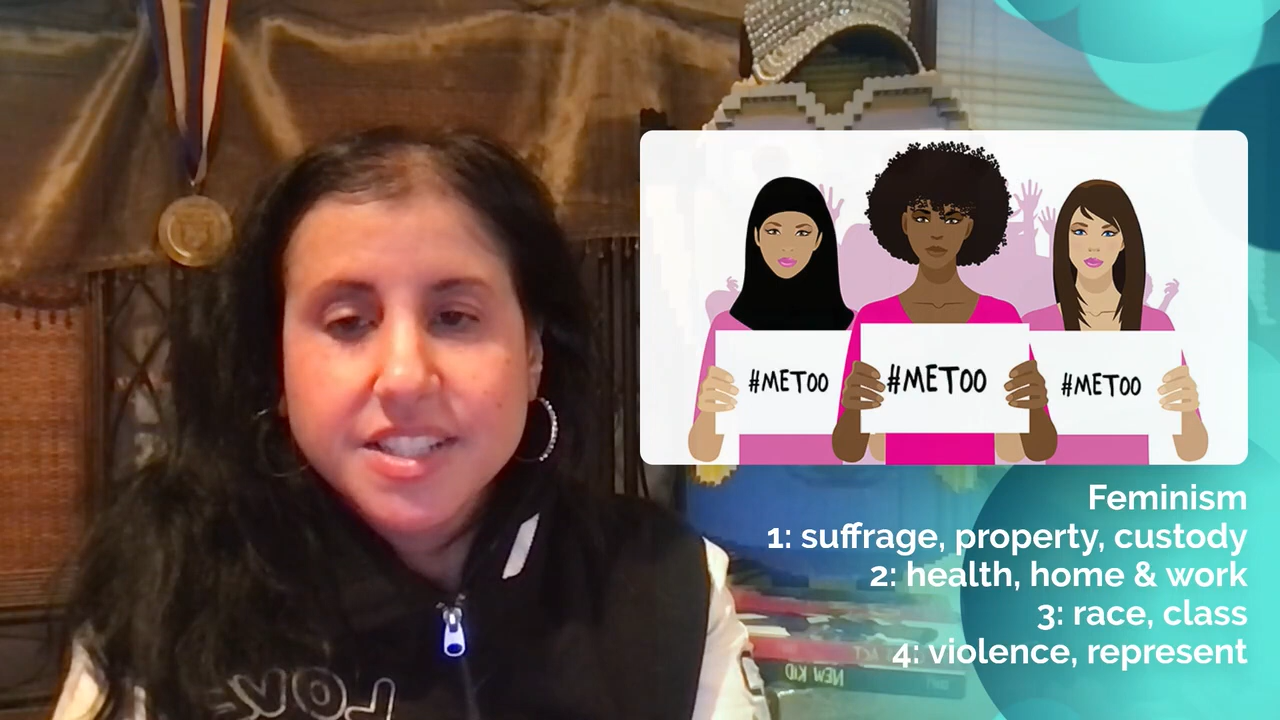 #METOO
#METOO
#METOO
Feminism
1: suffrage, property, custody
2: health, home & work
3: race, class
4: violence, represent
NEW KID
LOV